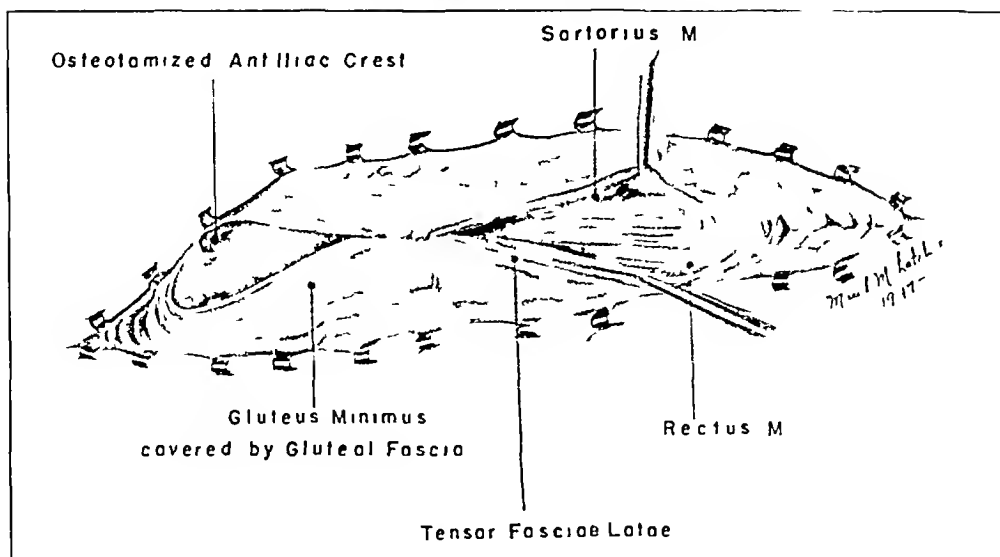 Sartorius M
Osteotomized Ant Iliac Crest
Gluteus Minimus
covered by Gluteal Fascia
Rectus M
Tensor Fasciae Latae